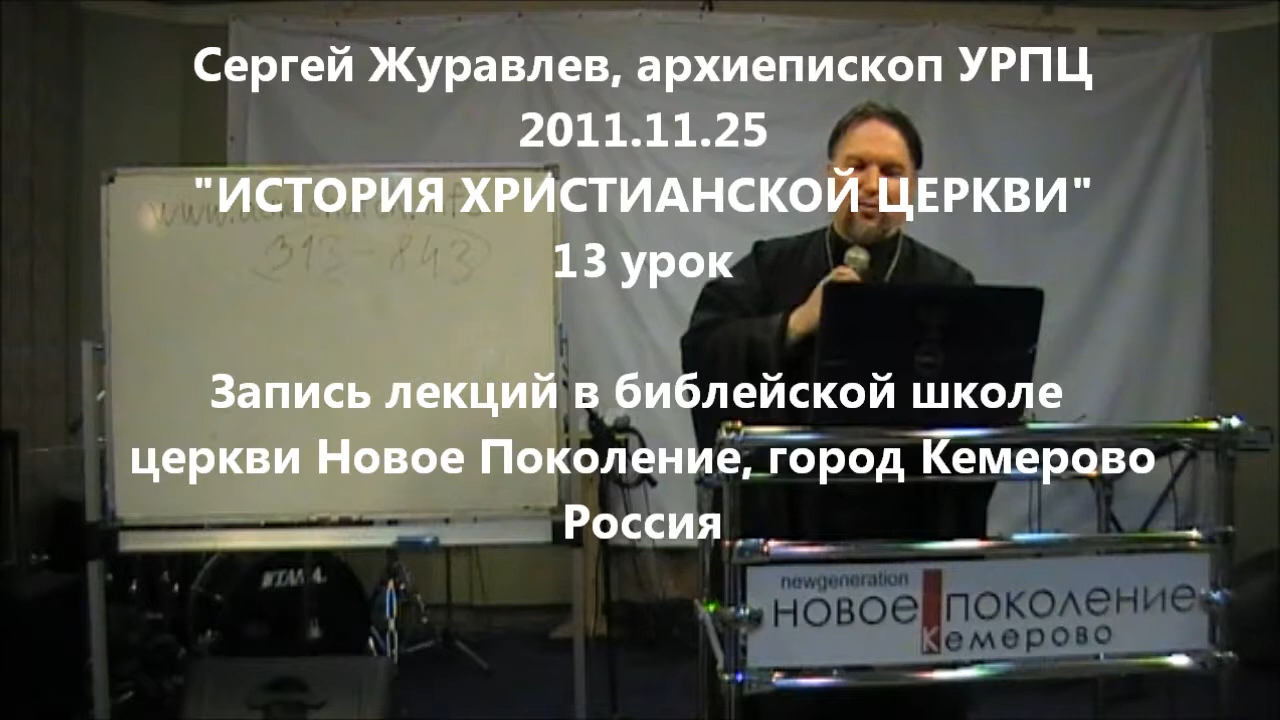 Сергей Журавлев, архиепископ УРПЦ
2011.11.25
"ИСТОРИЯ ХРИСТИАНСКОЙ ЦЕРКВИ"
13 урок
313-843
Запись лекций в библейской школе
церкви Новое Поколение, город Кемерово
Россия
TAMA
newgeneration
НОВОЕ ПОКОЛЕНИЕ
Кемерово